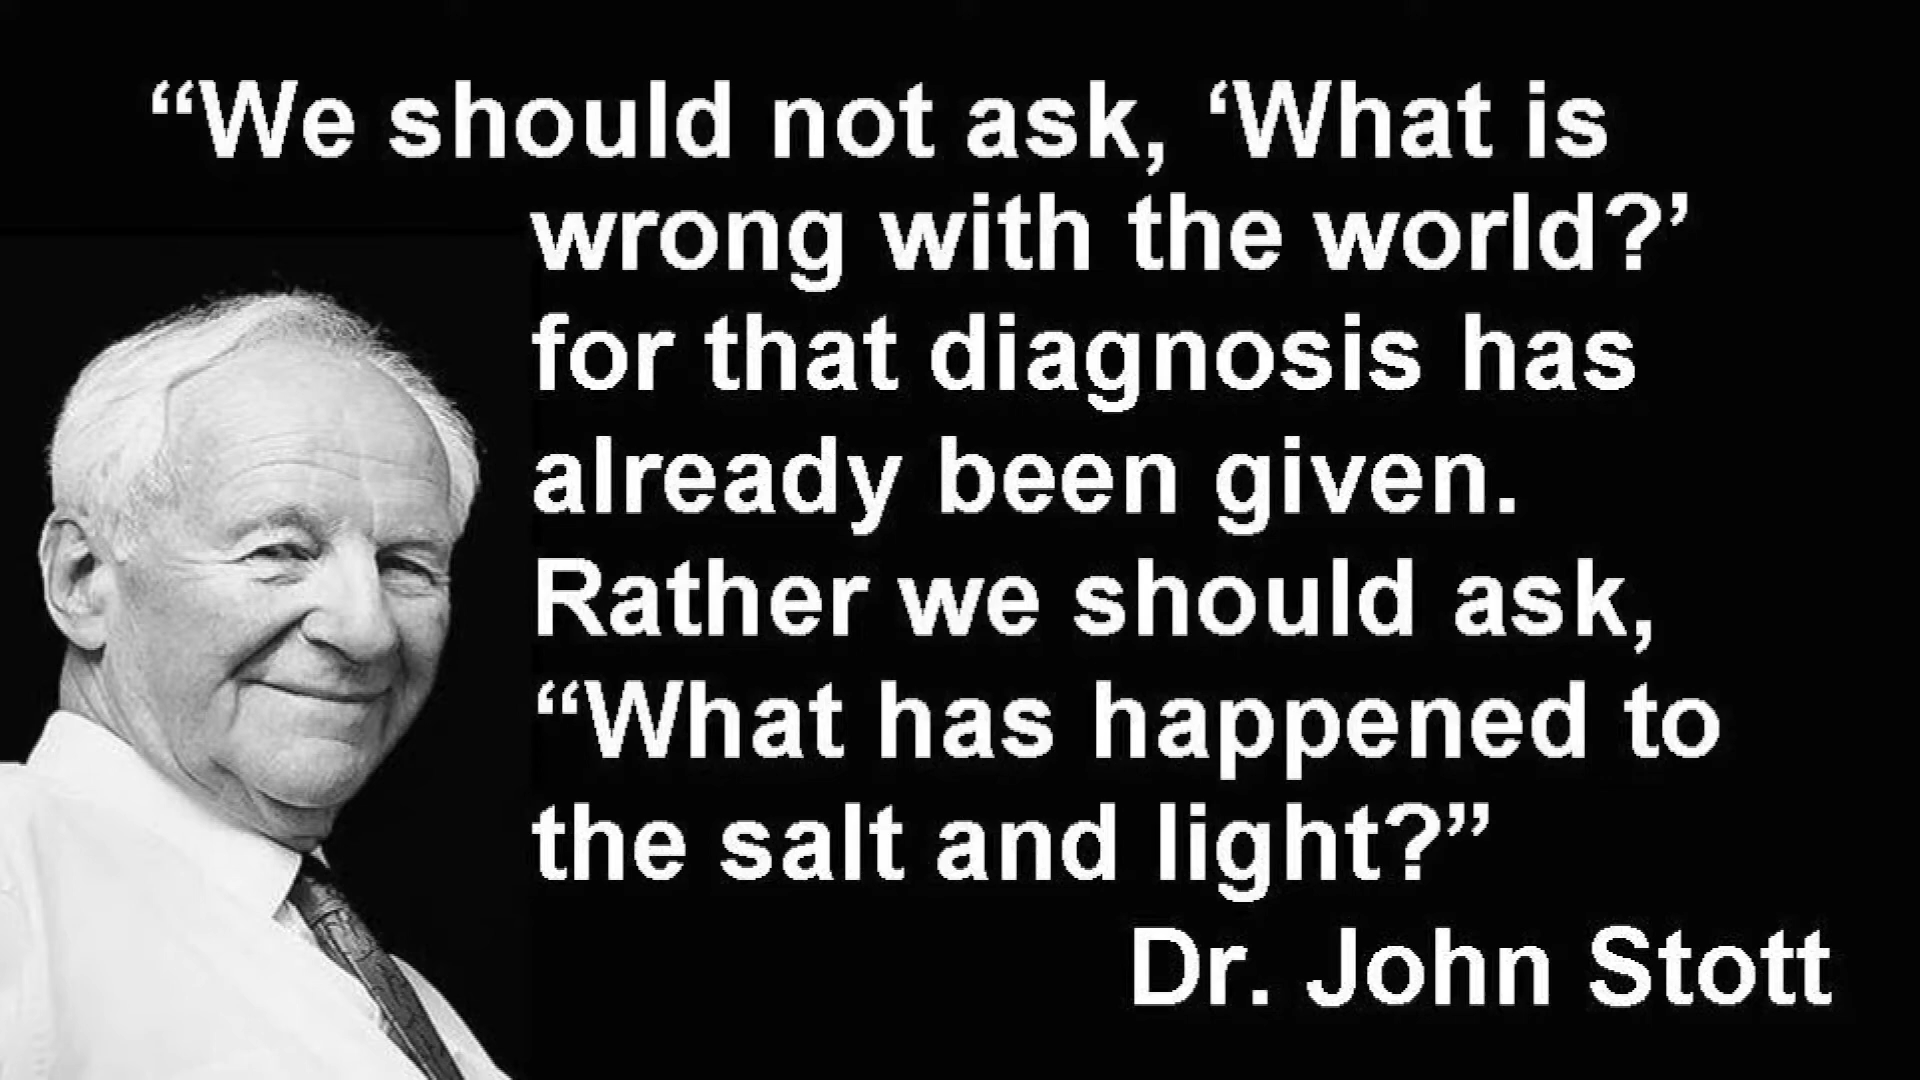 “We should not ask, ‘What is
wrong with the world?’
for that diagnosis has
already been given.
Rather we should ask,
“What has happened to
the salt and light?”
Dr. John Stott